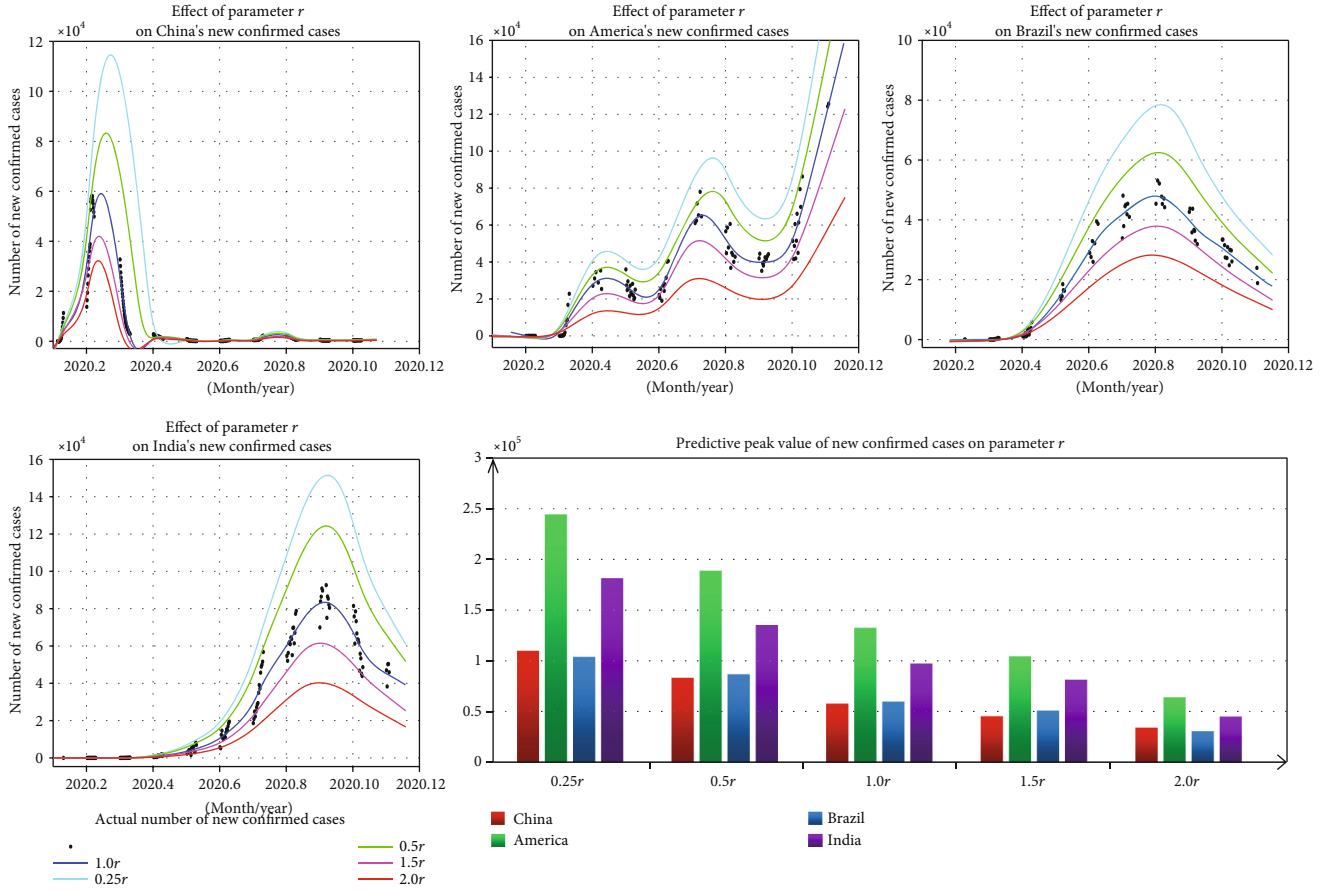 Effect of parameter r
on China's new confirmed cases
×10⁴
12
10
8
6
4
2
0
Number of new confirmed cases
2020.2 2020.4 2020.6 2020.8 2020.10 2020.12
(Month/year)
Effect of parameter r
on America's new confirmed cases
×10⁴
16
14
12
10
8
6
4
2
0
Number of new confirmed cases
2020.2 2020.4 2020.6 2020.8 2020.10 2020.12
(Month/year)
Effect of parameter r
on Brazil's new confirmed cases
×10⁴
10
8
6
4
2
0
Number of new confirmed cases
2020.2 2020.4 2020.6 2020.8 2020.10 2020.12
(Month/year)
Effect of parameter r
on India's new confirmed cases
×10⁴
16
14
12
10
8
6
4
2
0
Number of new confirmed cases
2020.2 2020.4 2020.6 2020.8 2020.10 2020.12
(Month/year)
Actual number of new confirmed cases
1.0r
0.25r
0.5r
1.5r
2.0r
Predictive peak value of new confirmed cases on parameter r
×10⁵
3
2.5
2
1.5
1
0.5
0
0.25r 0.5r 1.0r 1.5r 2.0r
China
America
Brazil
India